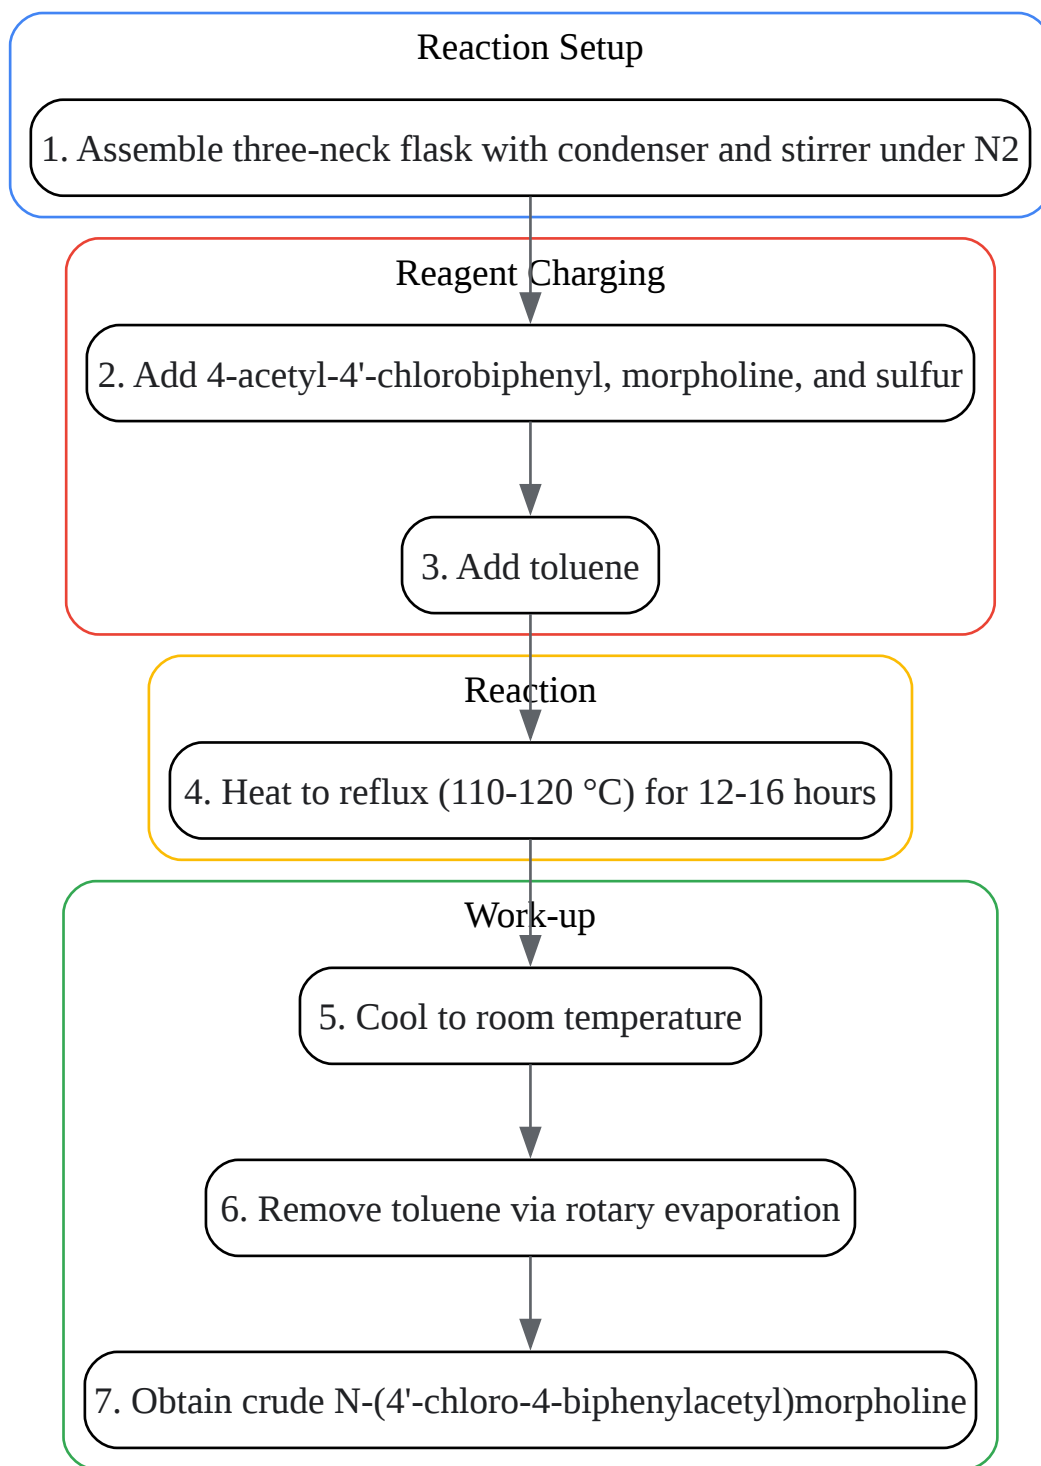 Reaction Setup
1. Assemble three-neck flask with condenser and stirrer under N2
Reagent Charging
2. Add 4-acetyl-4'-chlorobiphenyl, morpholine, and sulfur
3. Add toluene
Reaction
4. Heat to reflux (110-120 °C) for 12-16 hours
Work-up
5. Cool to room temperature
6. Remove toluene via rotary evaporation
7. Obtain crude N-(4'-chloro-4-biphenylacetyl)morpholine